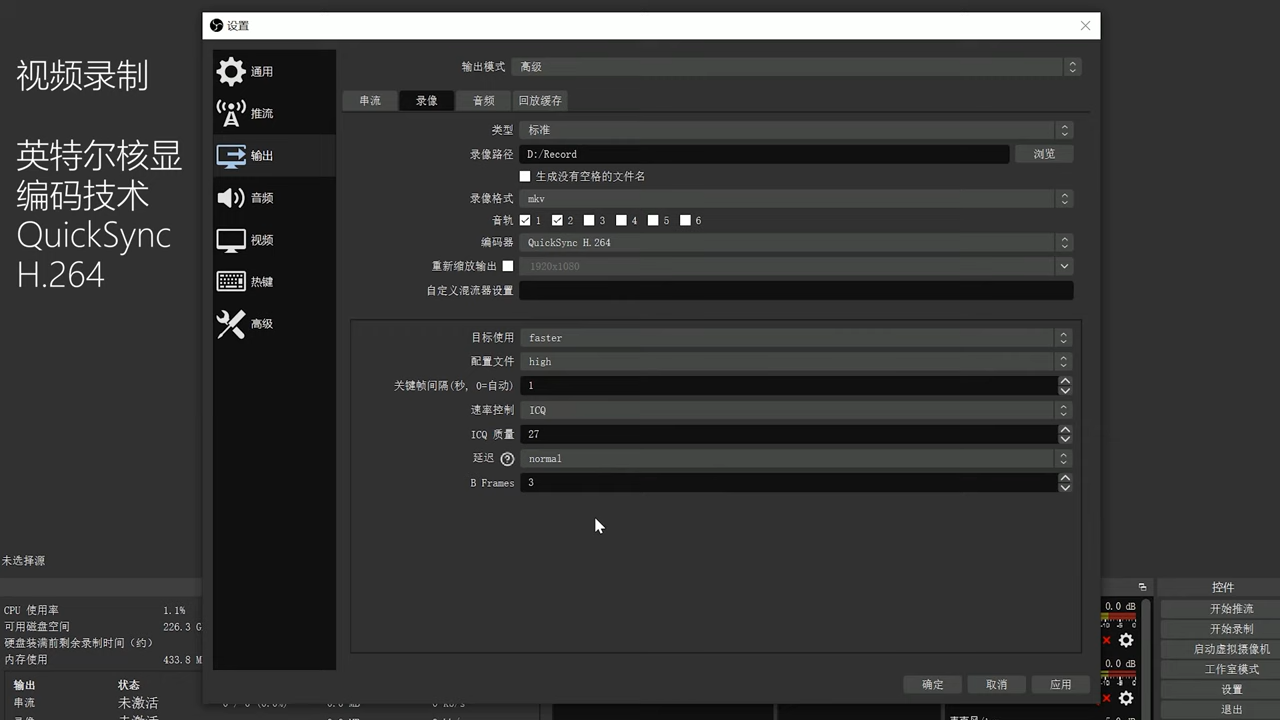 设置
视频录制
英特尔核显
编码技术
QuickSync
H.264
通用
推流
输出
音频
视频
热键
高级
输出模式 高级
串流 录像 音频 回放缓存
类型 标准
录像路径 D:/Record 浏览
生成没有空格的文件名
录像格式 mkv
音轨 1 2 3 4 5 6
编码器 QuickSync H.264
重新缩放输出 1920x1080
自定义混流器设置
目标使用 faster
配置文件 high
关键帧间隔(秒, 0=自动) 1
速率控制 ICQ
ICQ 质量 27
延迟 normal
B Frames 3
未选择源
CPU 使用率 1.1%
可用磁盘空间 226.3 G
硬盘装满前剩余录制时间（约）
内存使用 433.8 M
输出 状态
串流 未激活
确定 取消 应用
0.0 dB
0.0 dB
控件
开始推流
开始录制
启动虚拟摄像机
工作室模式
设置
退出